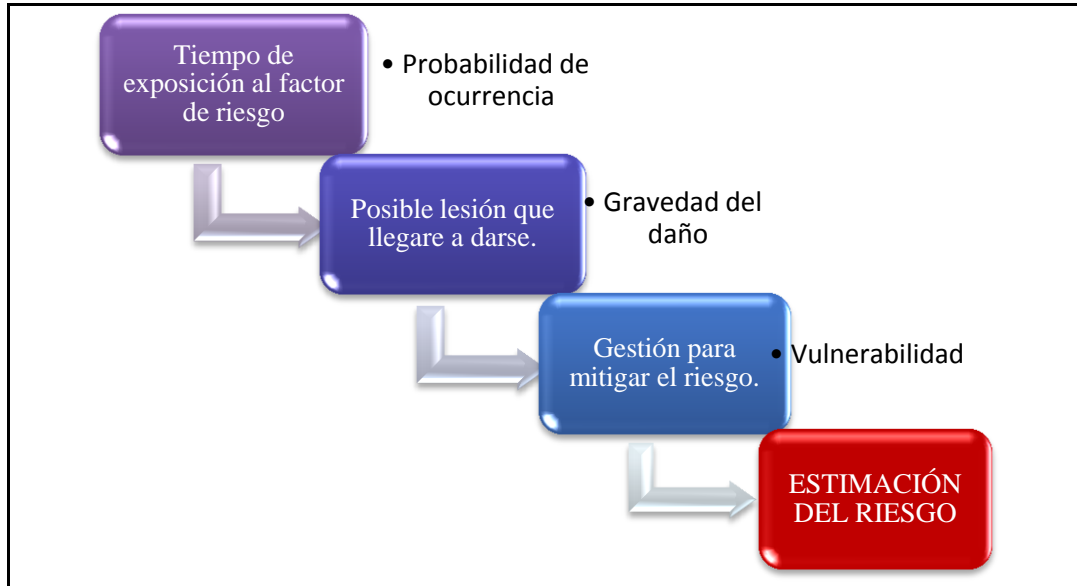 Tiempo de
exposición al factor
de riesgo
• Probabilidad de
ocurrencia
Posible lesión que
llegare a darse.
• Gravedad del
daño
Gestión para
mitigar el riesgo.
• Vulnerabilidad
ESTIMACIÓN
DEL RIESGO